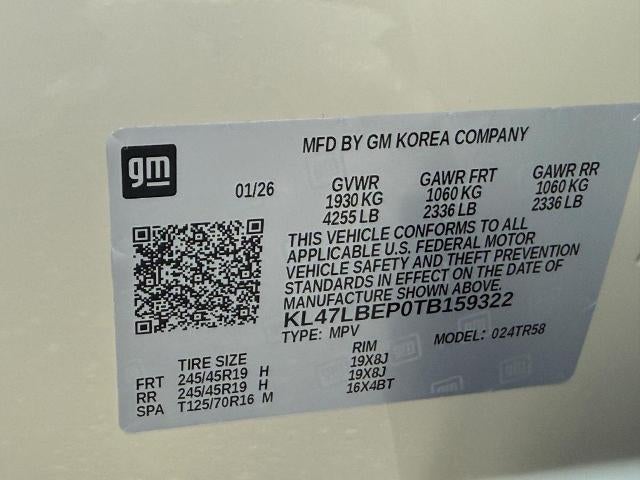 gm
MFD BY GM KOREA COMPANY
01/26
GVWR
1930 KG
4255 LB
GAWR FRT
1060 KG
2336 LB
GAWR RR
1060 KG
2336 LB
THIS VEHICLE CONFORMS TO ALL
APPLICABLE U.S. FEDERAL MOTOR
VEHICLE SAFETY AND THEFT PREVENTION
STANDARDS IN EFFECT ON THE DATE OF
MANUFACTURE SHOWN ABOVE.
KL47LBEP0TB159322
TYPE: MPV MODEL: 024TR58
TIRE SIZE RIM
FRT 245/45R19 H 19X8J
RR 245/45R19 H 19X8J
SPA T125/70R16 M 16X4BT